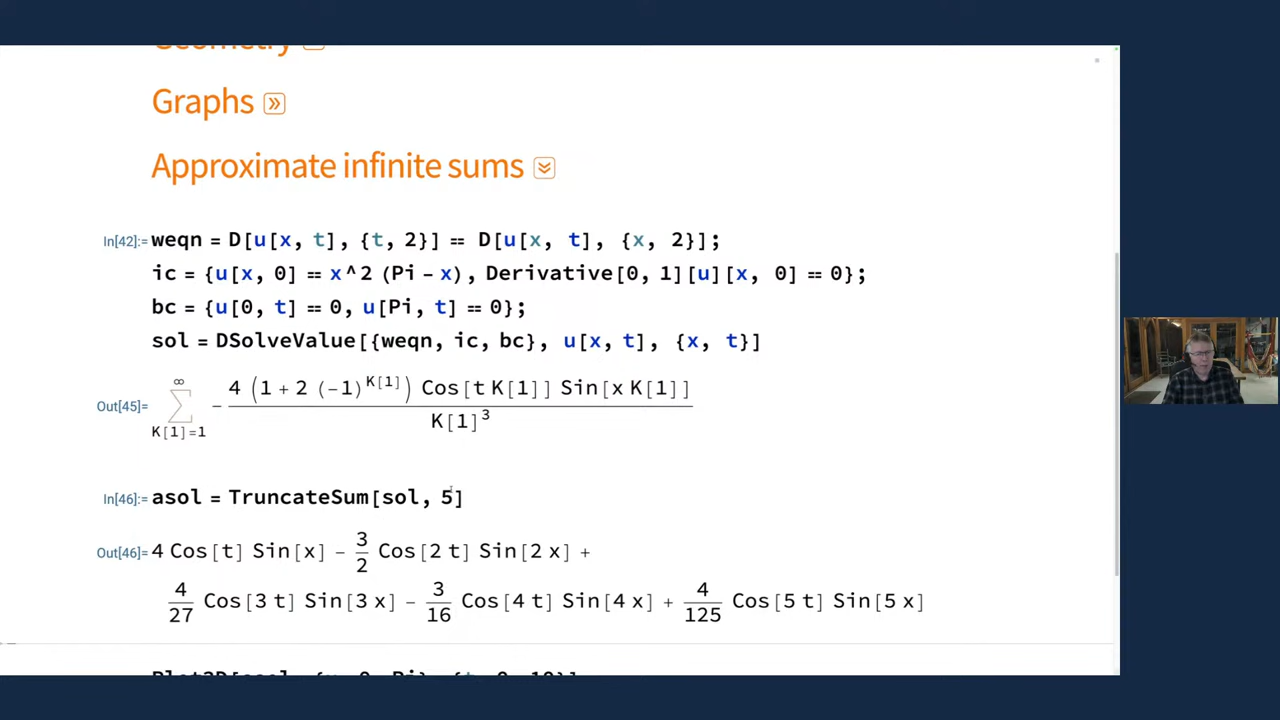 Geometry
Graphs
Approximate infinite sums
In[42]:= weqn = D[u[x, t], {t, 2}] == D[u[x, t], {x, 2}];
ic = {u[x, 0] == x^2 (Pi - x), Derivative[0, 1][u][x, 0] == 0};
bc = {u[0, t] == 0, u[Pi, t] == 0};
sol = DSolveValue[{weqn, ic, bc}, u[x, t], {x, t}]
Out[45]= ∑_{K[1]=1}^{∞} - 4 (1 + 2 (-1)^{K[1]}) Cos[t K[1]] Sin[x K[1]] / K[1]^3
In[46]:= asol = TruncateSum[sol, 5]
Out[46]= 4 Cos[t] Sin[x] - 3/2 Cos[2 t] Sin[2 x] +
4/27 Cos[3 t] Sin[3 x] - 3/16 Cos[4 t] Sin[4 x] + 4/125 Cos[5 t] Sin[5 x]